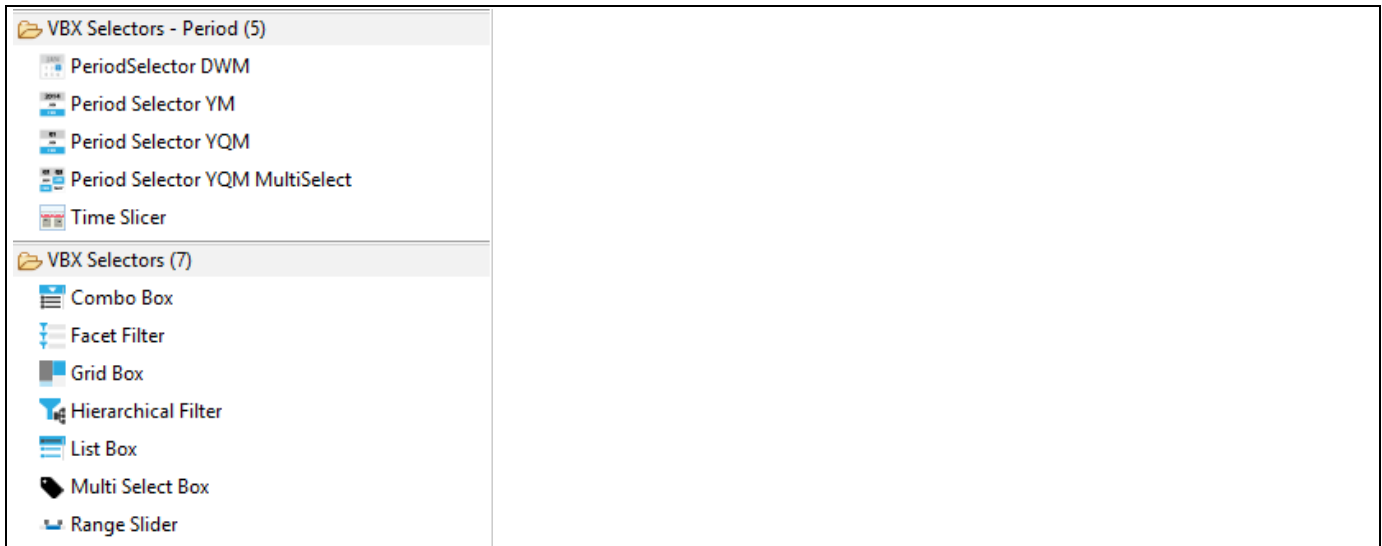 VBX Selectors - Period (5)
PeriodSelector DWM
Period Selector YM
Period Selector YQM
Period Selector YQM MultiSelect
Time Slicer
VBX Selectors (7)
Combo Box
Facet Filter
Grid Box
Hierarchical Filter
List Box
Multi Select Box
Range Slider